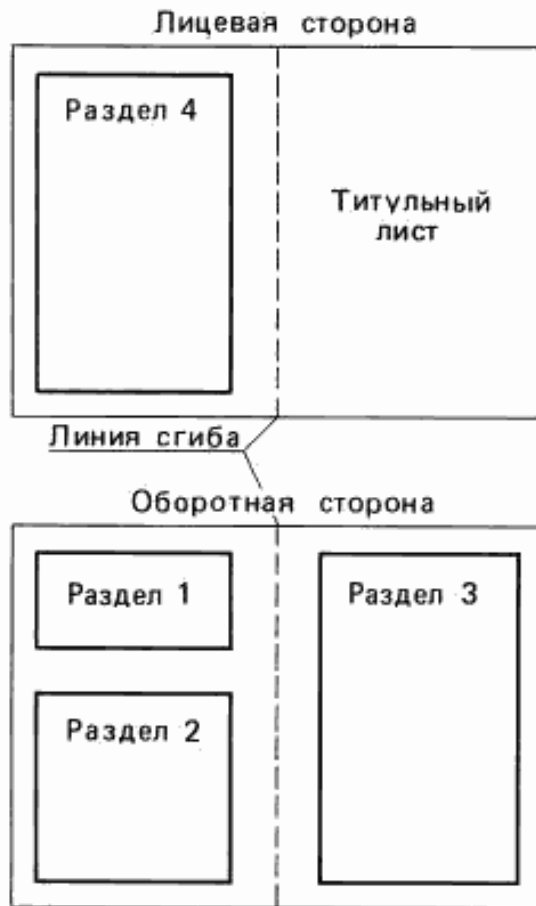 Лицевая сторона
Раздел 4
Титульный
лист
Линия сгиба
Оборотная сторона
Раздел 1
Раздел 3
Раздел 2